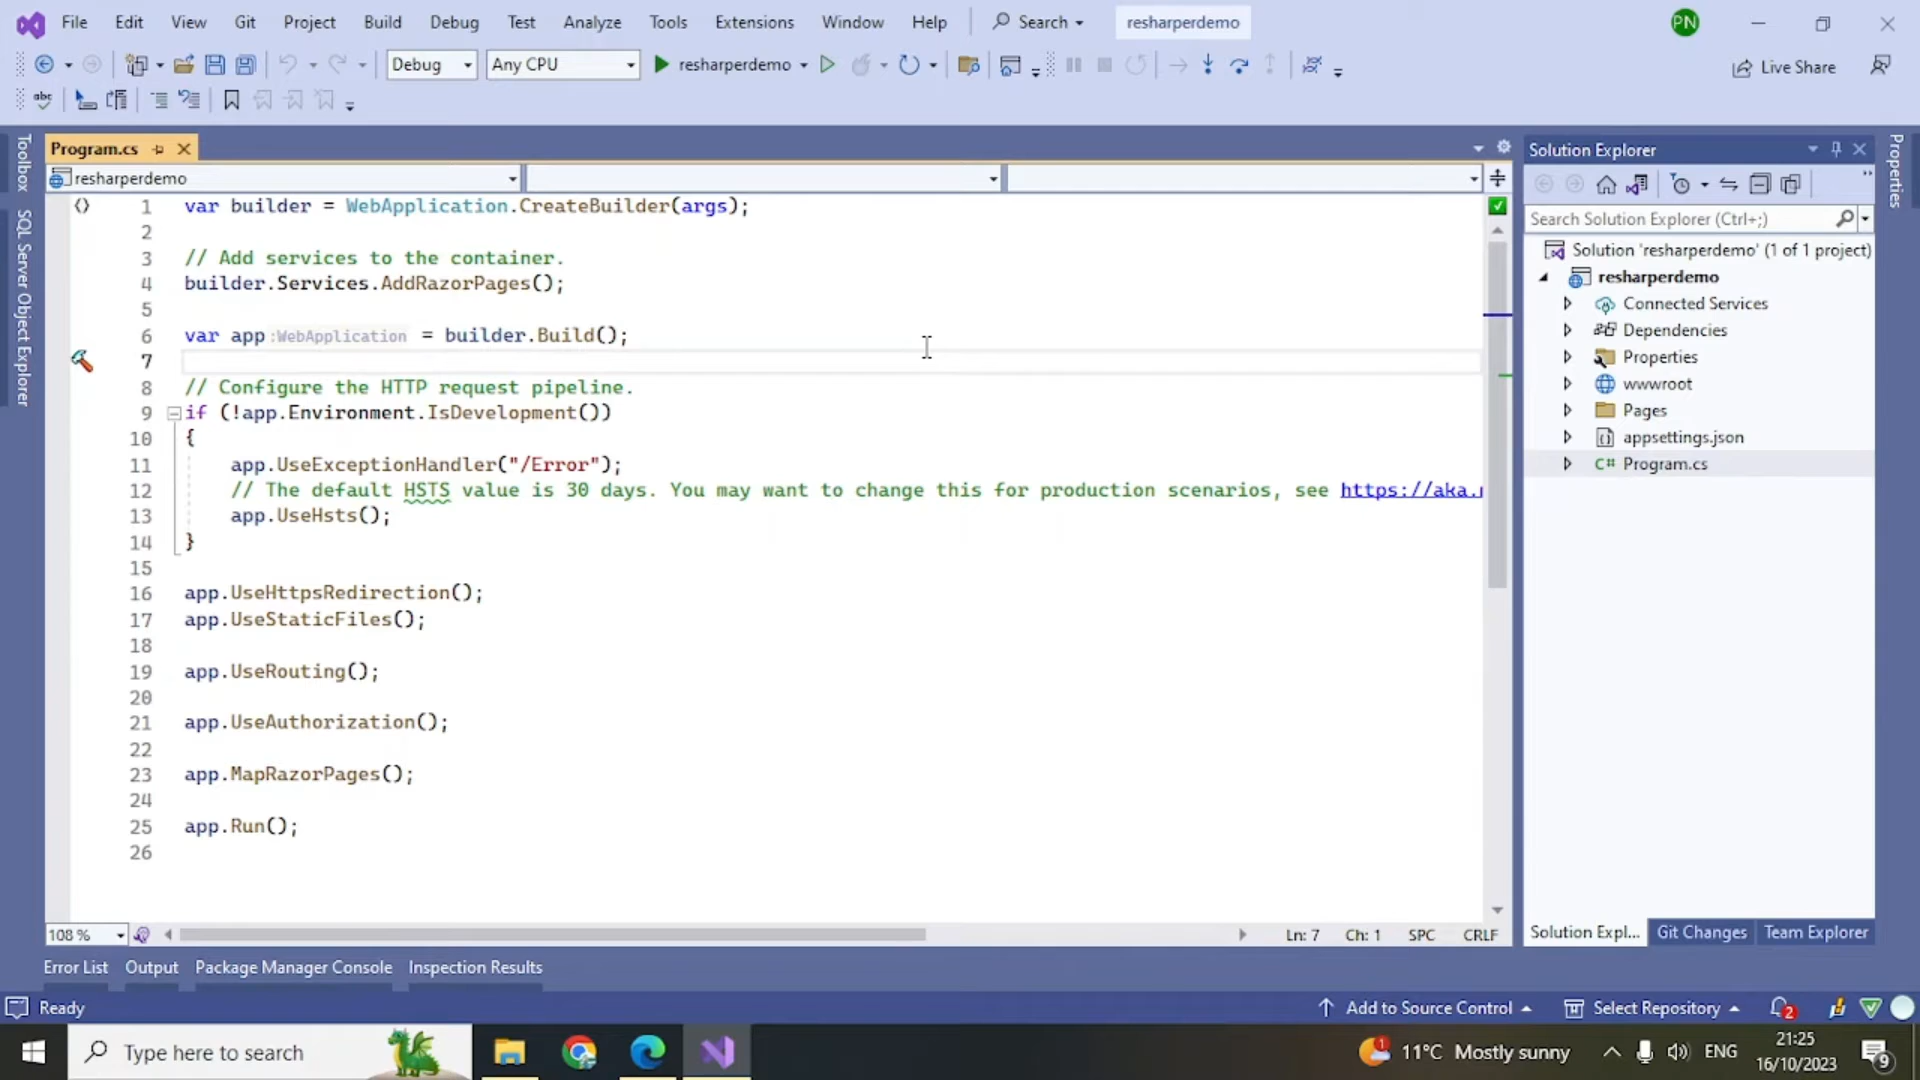 File Edit View Git Project Build Debug Test Analyze Tools Extensions Window Help Search resharperdemo PN
Debug Any CPU resharperdemo Live Share
abc
Toolbox
SQL Server Object Explorer
Program.cs
resharperdemo
1 var builder = WebApplication.CreateBuilder(args);
2
3 // Add services to the container.
4 builder.Services.AddRazorPages();
5
6 var app :WebApplication = builder.Build();
7
8 // Configure the HTTP request pipeline.
9 if (!app.Environment.IsDevelopment())
10 {
11 app.UseExceptionHandler("/Error");
12 // The default HSTS value is 30 days. You may want to change this for production scenarios, see https://aka.
13 app.UseHsts();
14 }
15
16 app.UseHttpsRedirection();
17 app.UseStaticFiles();
18
19 app.UseRouting();
20
21 app.UseAuthorization();
22
23 app.MapRazorPages();
24
25 app.Run();
26
108 % Ln: 7 Ch: 1 SPC CRLF
Solution Explorer
Search Solution Explorer (Ctrl+;)
Solution 'resharperdemo' (1 of 1 project)
resharperdemo
Connected Services
Dependencies
Properties
wwwroot
Pages
appsettings.json
C# Program.cs
Solution Expl... Git Changes Team Explorer
Properties
Error List Output Package Manager Console Inspection Results
Ready Add to Source Control Select Repository 2
Type here to search 1 11°C Mostly sunny ENG 21:25 9
16/10/2023